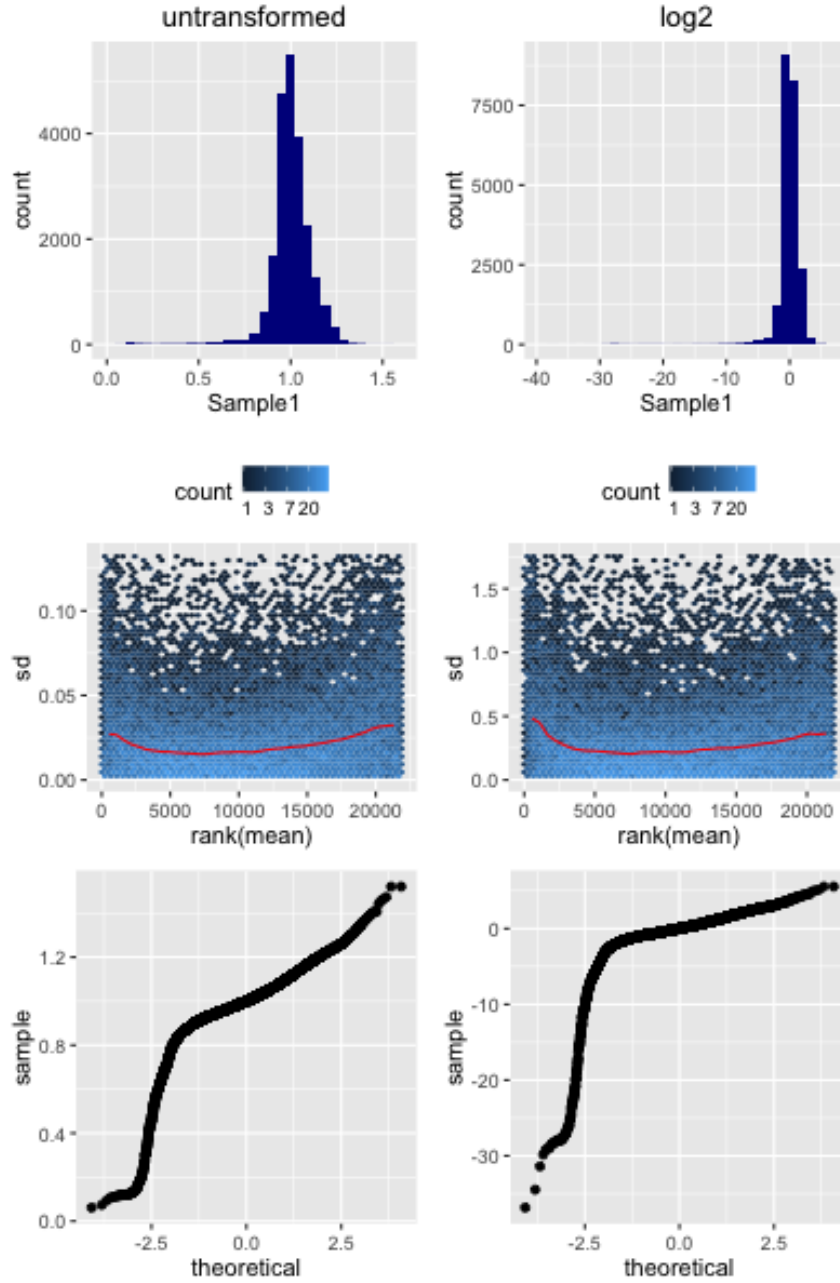 untransformed
log2
count
4000
2000
0
0.0 0.5 1.0 1.5
Sample1
count
7500
5000
2500
0
-40 -30 -20 -10 0
Sample1
count
1 3 7 20
count
1 3 7 20
sd
0.10
0.05
0.00
0 5000 10000 15000 20000
rank(mean)
sd
1.5
1.0
0.5
0.0
0 5000 10000 15000 20000
rank(mean)
sample
1.2
0.8
0.4
0.0
-2.5 0.0 2.5
theoretical
sample
0
-10
-20
-30
-2.5 0.0 2.5
theoretical